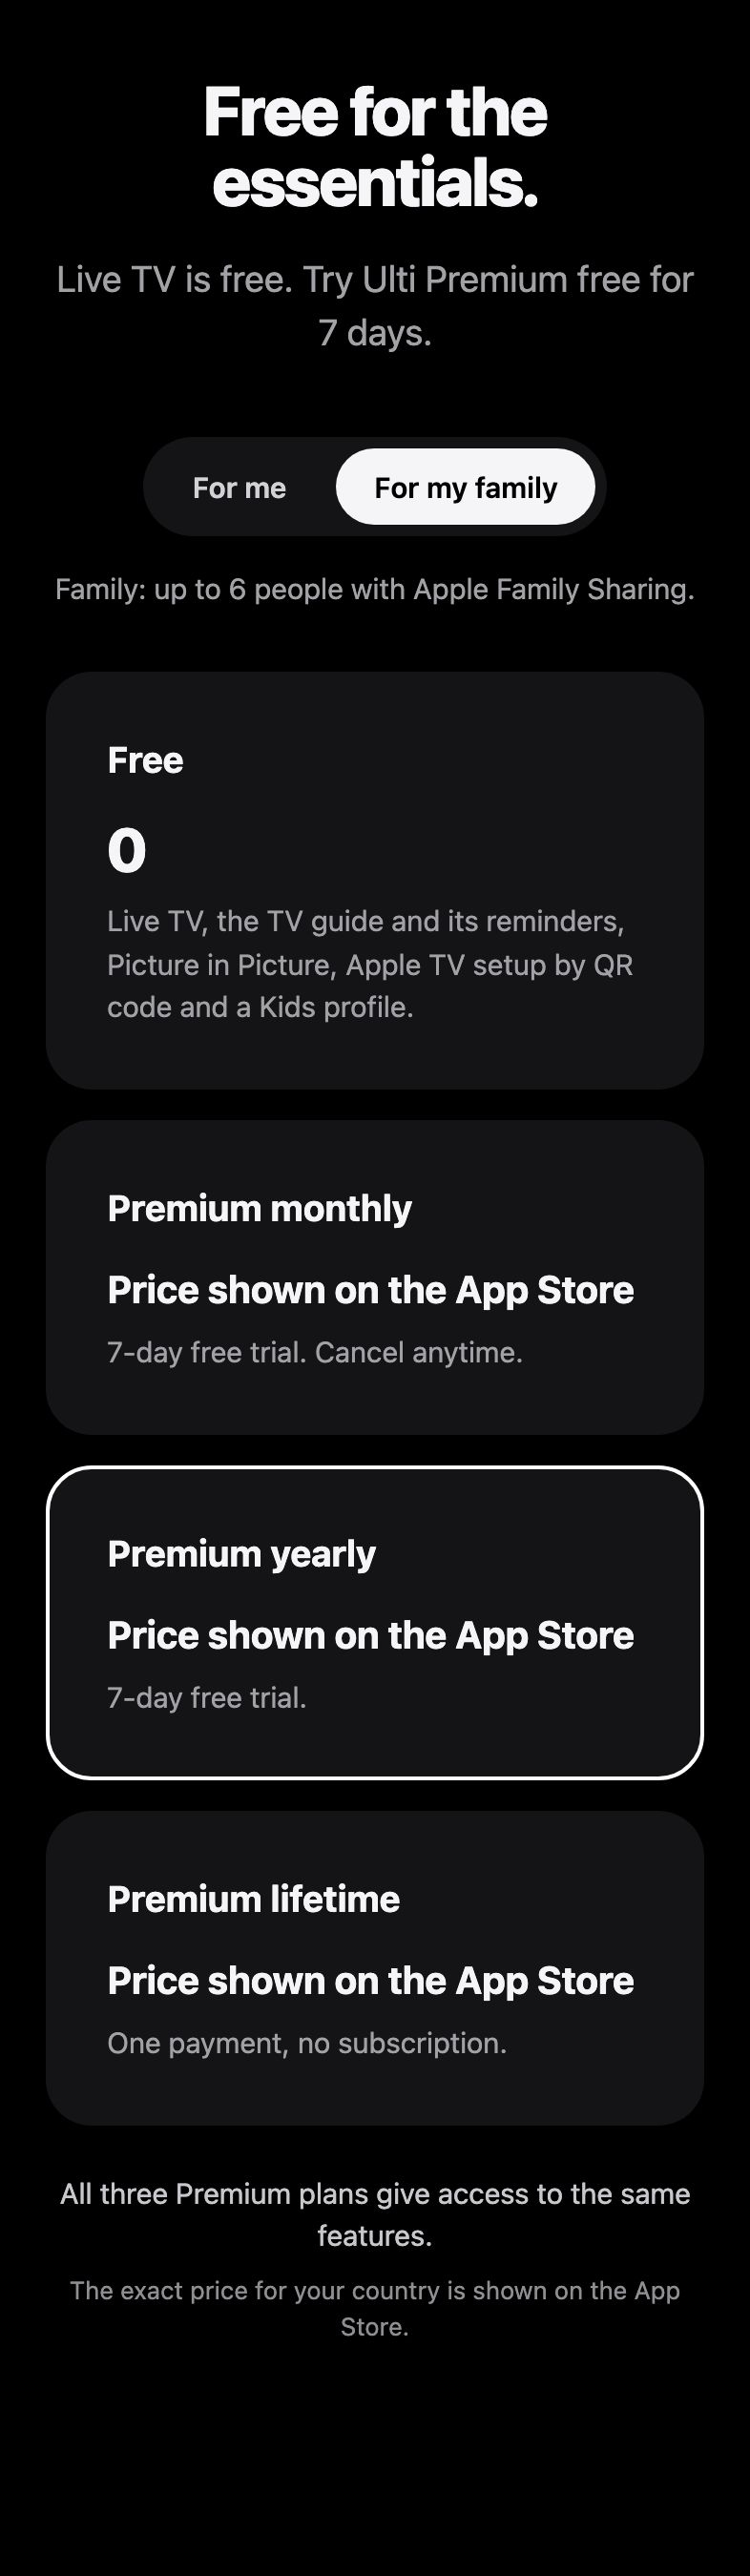 Free for the
essentials.
Live TV is free. Try Ulti Premium free for
7 days.
For me
For my family
Family: up to 6 people with Apple Family Sharing.
Free
0
Live TV, the TV guide and its reminders,
Picture in Picture, Apple TV setup by QR
code and a Kids profile.
Premium monthly
Price shown on the App Store
7-day free trial. Cancel anytime.
Premium yearly
Price shown on the App Store
7-day free trial.
Premium lifetime
Price shown on the App Store
One payment, no subscription.
All three Premium plans give access to the same
features.
The exact price for your country is shown on the App
Store.